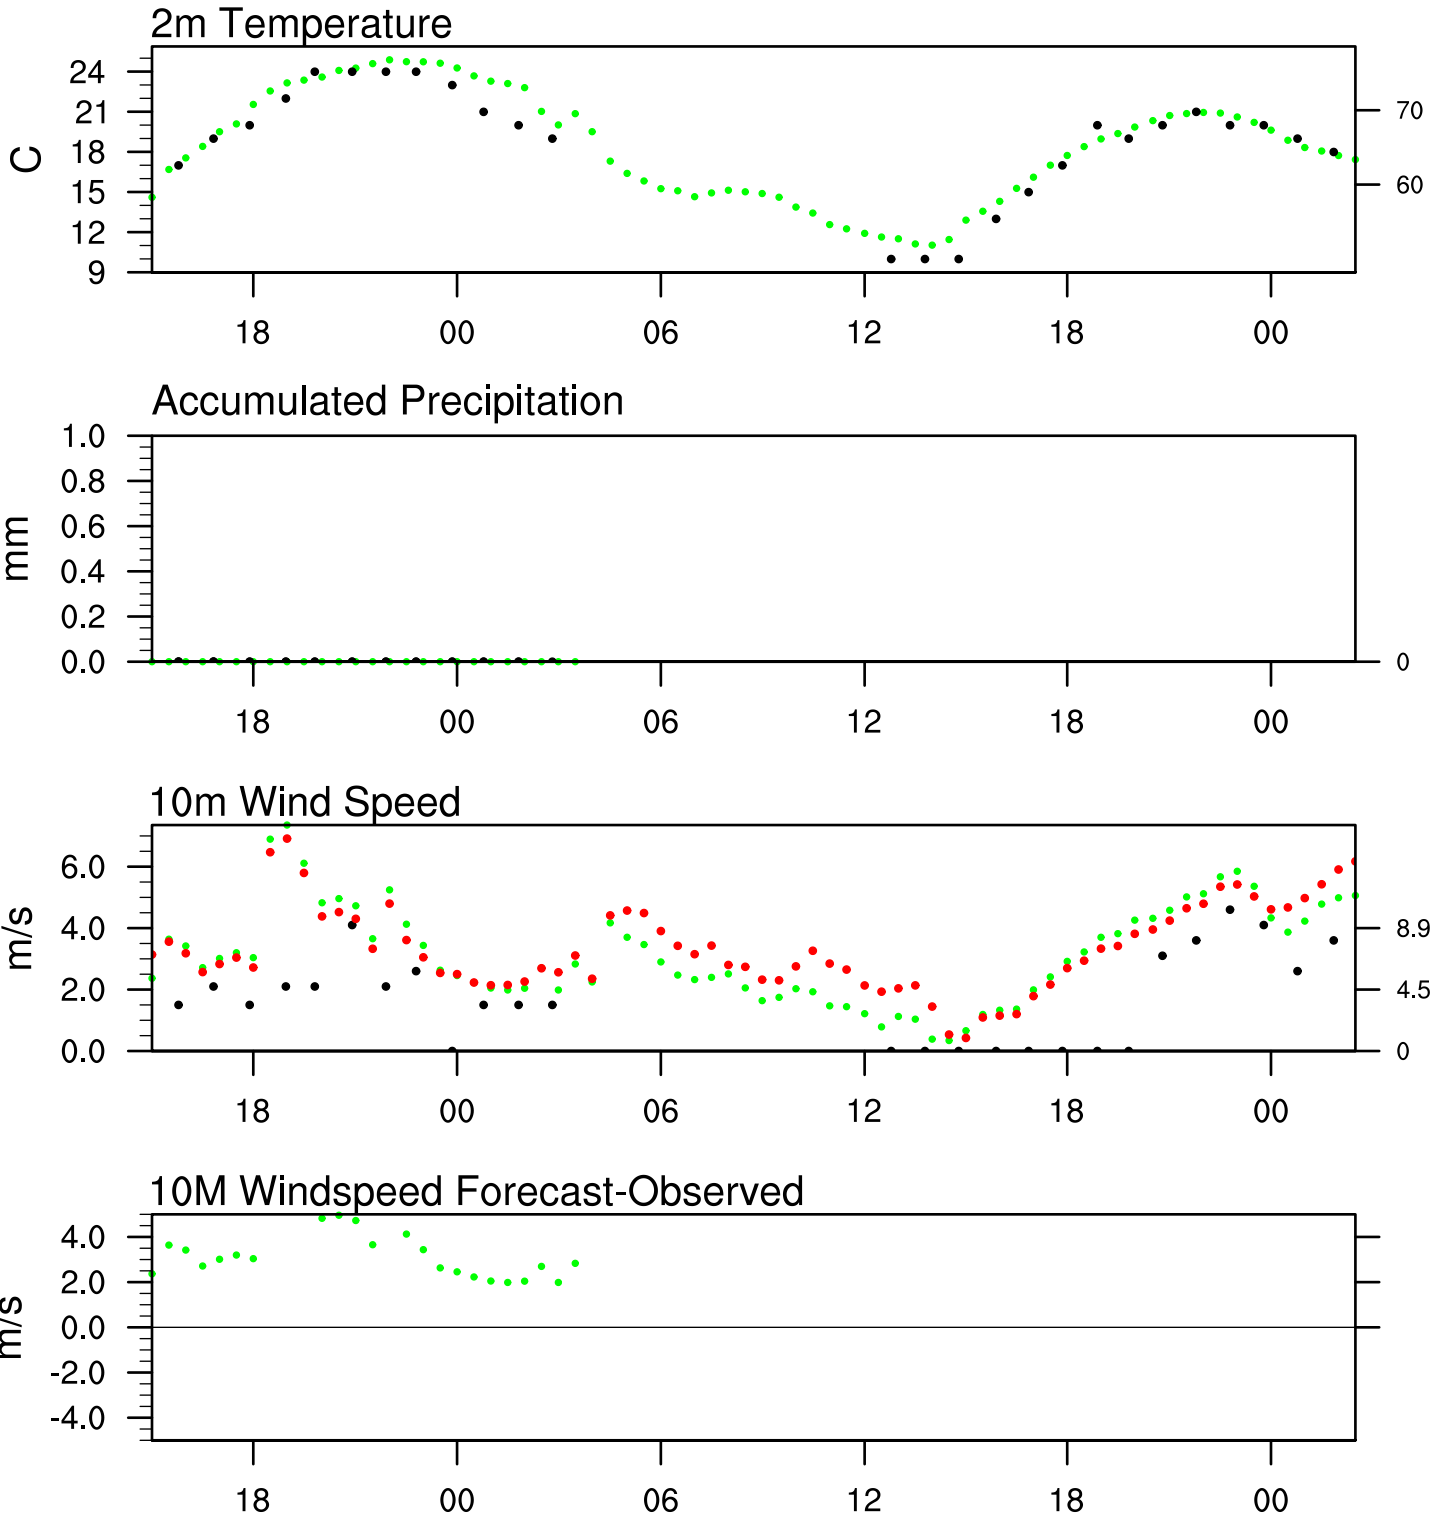 2m Temperature
24
21
18
15
12
9
C
70
60
18 00 06 12 18 00
Accumulated Precipitation
1.0
0.8
0.6
0.4
0.2
0.0
mm
0
18 00 06 12 18 00
10m Wind Speed
6.0
4.0
2.0
0.0
m/s
8.9
4.5
0
18 00 06 12 18 00
10M Windspeed Forecast-Observed
4.0
2.0
0.0
-2.0
-4.0
m/s
18 00 06 12 18 00